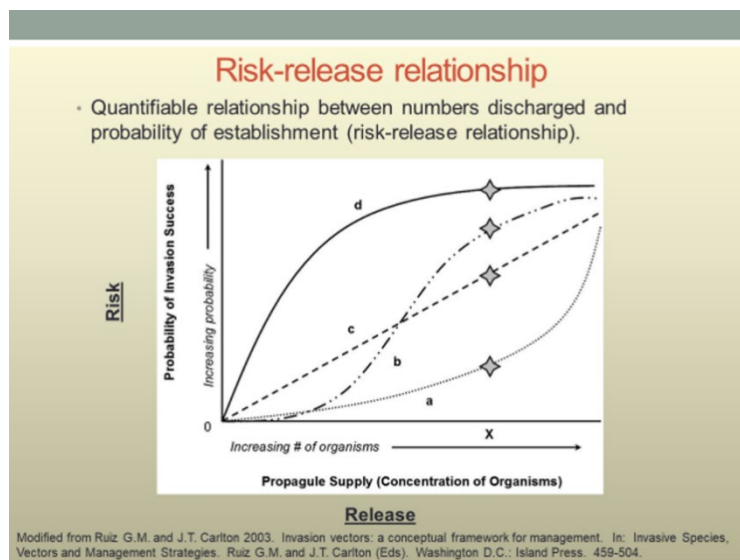 Risk-release relationship
• Quantifiable relationship between numbers discharged and
probability of establishment (risk-release relationship).
Risk
Probability of Invasion Success
Increasing probability
d
c
b
a
0
X
Increasing # of organisms
Propagule Supply (Concentration of Organisms)
Release
Modified from Ruiz G.M. and J.T. Carlton 2003. Invasion vectors: a conceptual framework for management. In: Invasive Species,
Vectors and Management Strategies. Ruiz G.M. and J.T. Carlton (Eds). Washington D.C.: Island Press. 459-504.